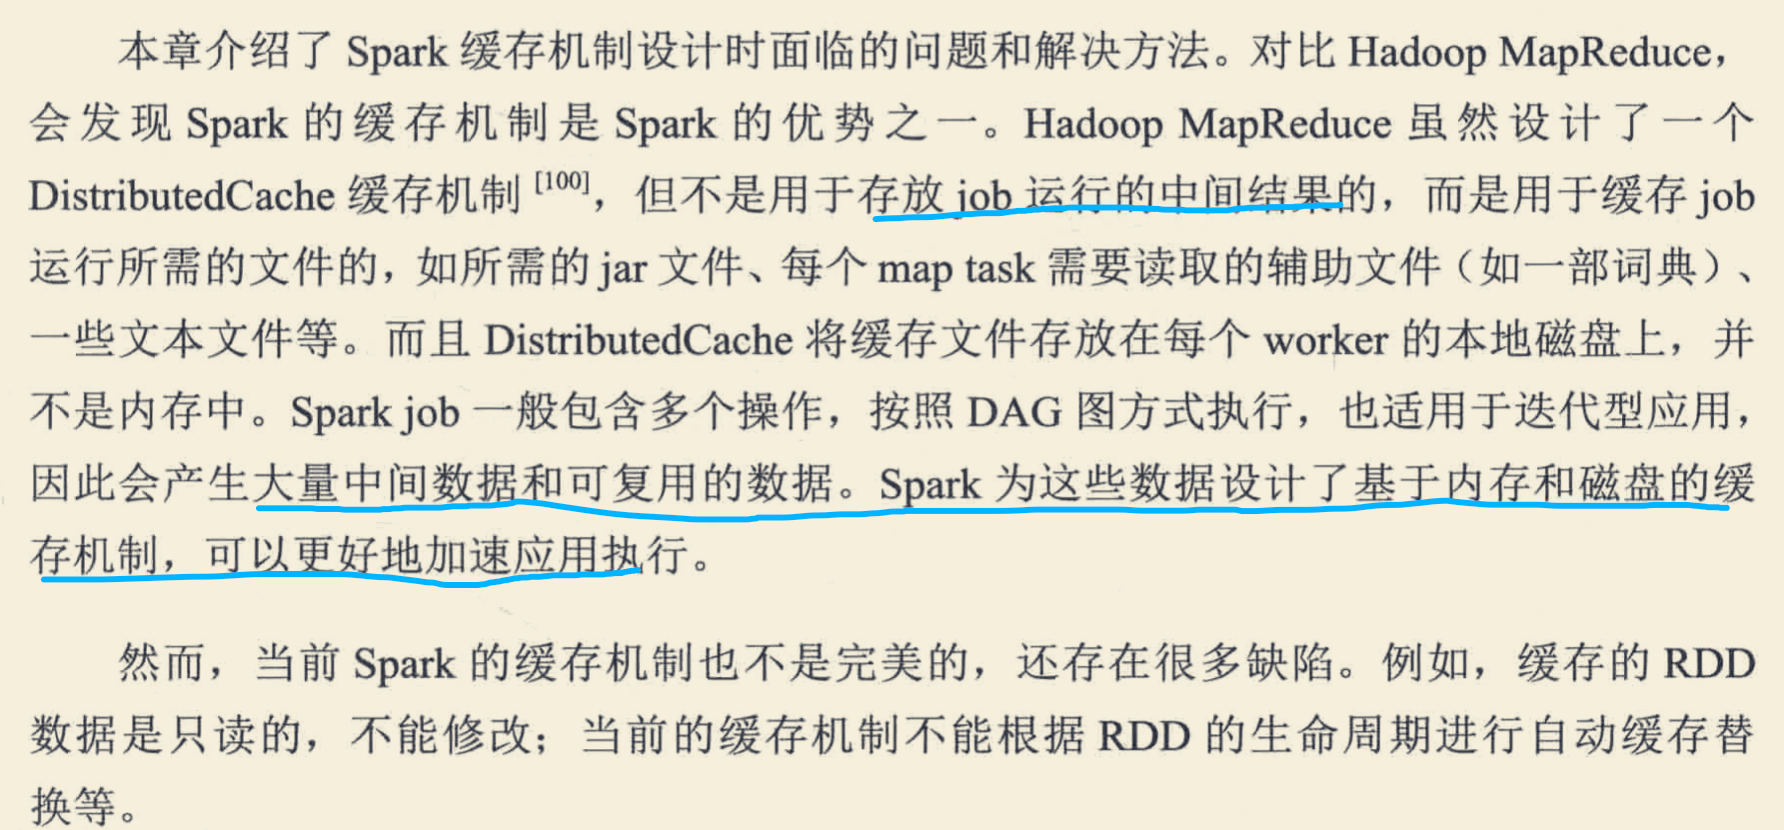 本章介绍了 Spark 缓存机制设计时面临的问题和解决方法。对比 Hadoop MapReduce，
会发现 Spark 的缓存机制是 Spark 的优势之一。Hadoop MapReduce 虽然设计了一个
DistributedCache 缓存机制 [100]，但不是用于存放 job 运行的中间结果的，而是用于缓存 job
运行所需的文件的，如所需的 jar 文件、每个 map task 需要读取的辅助文件（如一部词典）、
一些文本文件等。而且 DistributedCache 将缓存文件存放在每个 worker 的本地磁盘上，并
不是内存中。Spark job 一般包含多个操作，按照 DAG 图方式执行，也适用于迭代型应用，
因此会产生大量中间数据和可复用的数据。Spark 为这些数据设计了基于内存和磁盘的缓
存机制，可以更好地加速应用执行。
然而，当前 Spark 的缓存机制也不是完美的，还存在很多缺陷。例如，缓存的 RDD
数据是只读的，不能修改；当前的缓存机制不能根据 RDD 的生命周期进行自动缓存替
换等。